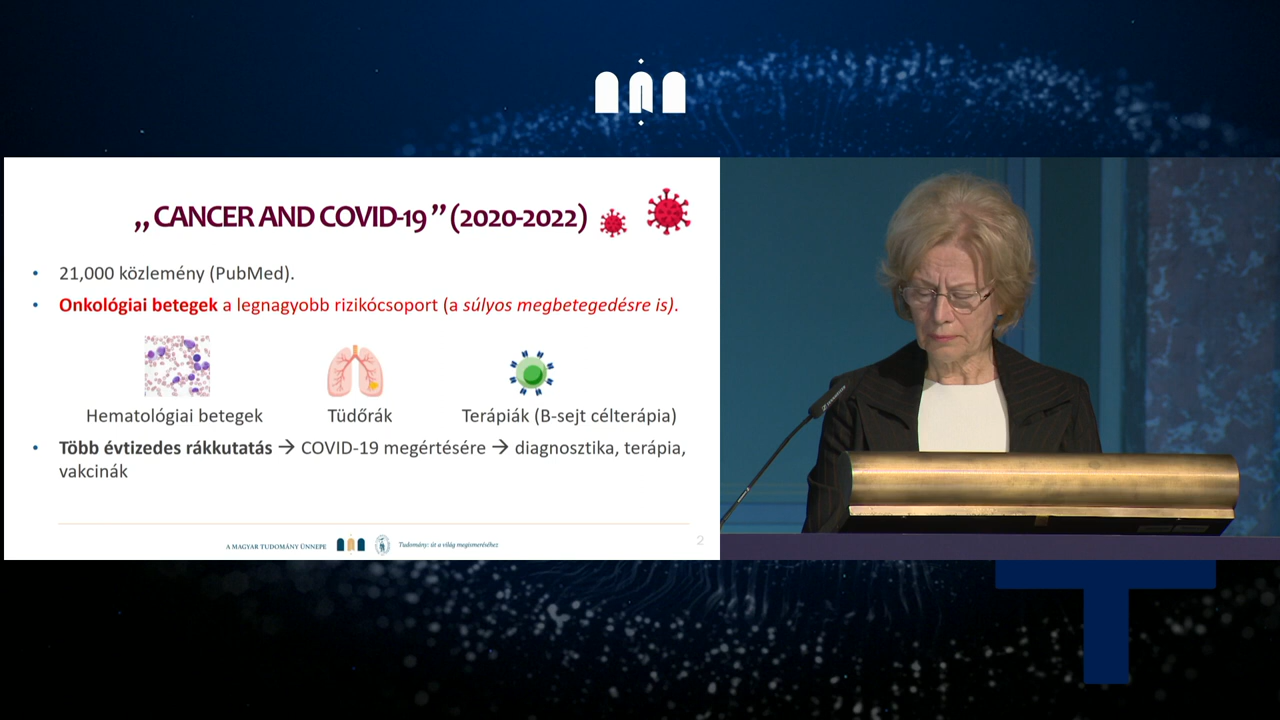 „ CANCER AND COVID-19 ” (2020-2022)
• 21,000 közlemény (PubMed).
• Onkológiai betegek a legnagyobb rizikócsoport (a súlyos megbetegedésre is).
Hematológiai betegek
Tüdőrák
Terápiák (B-sejt célterápia)
• Több évtizedes rákkutatás → COVID-19 megértésére → diagnosztika, terápia,
vakcinák
A MAGYAR TUDOMÁNY ÜNNEPE
Tudomány: út a világ megismeréséhez
2